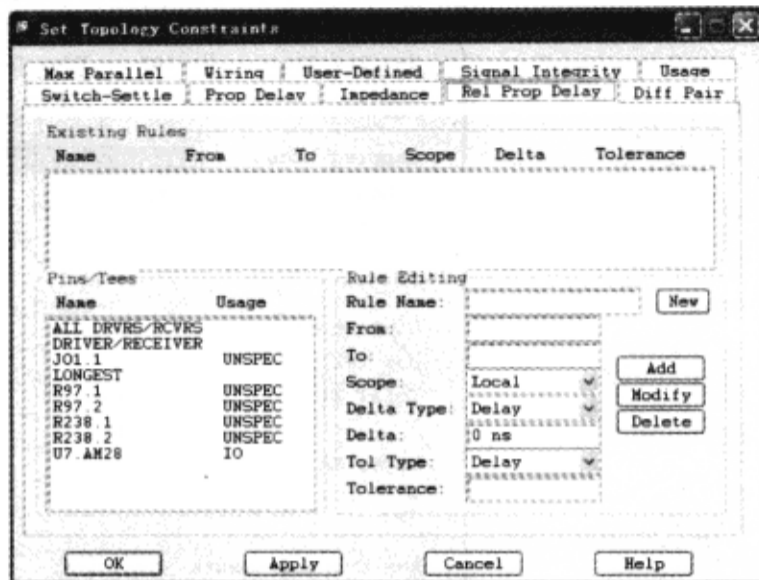 Set Topology Constraints
Max Parallel Wiring User-Defined Signal Integrity Usage
Switch-Settle Prop Delay Impedance Rel Prop Delay Diff Pair
Existing Rules
Name From To Scope Delta Tolerance
Pins/Tees
Name Usage
ALL DRVRS/RCVRS
DRIVER/RECEIVER
J01.1 UNSPEC
LONGEST
R97.1 UNSPEC
R97.2 UNSPEC
R238.1 UNSPEC
R238.2 UNSPEC
U7.AM28 IO
Rule Editing
Rule Name: New
From:
To:
Scope: Local
Delta Type: Delay
Delta: 0 ns
Tol Type: Delay
Tolerance:
Add
Modify
Delete
OK Apply Cancel Help